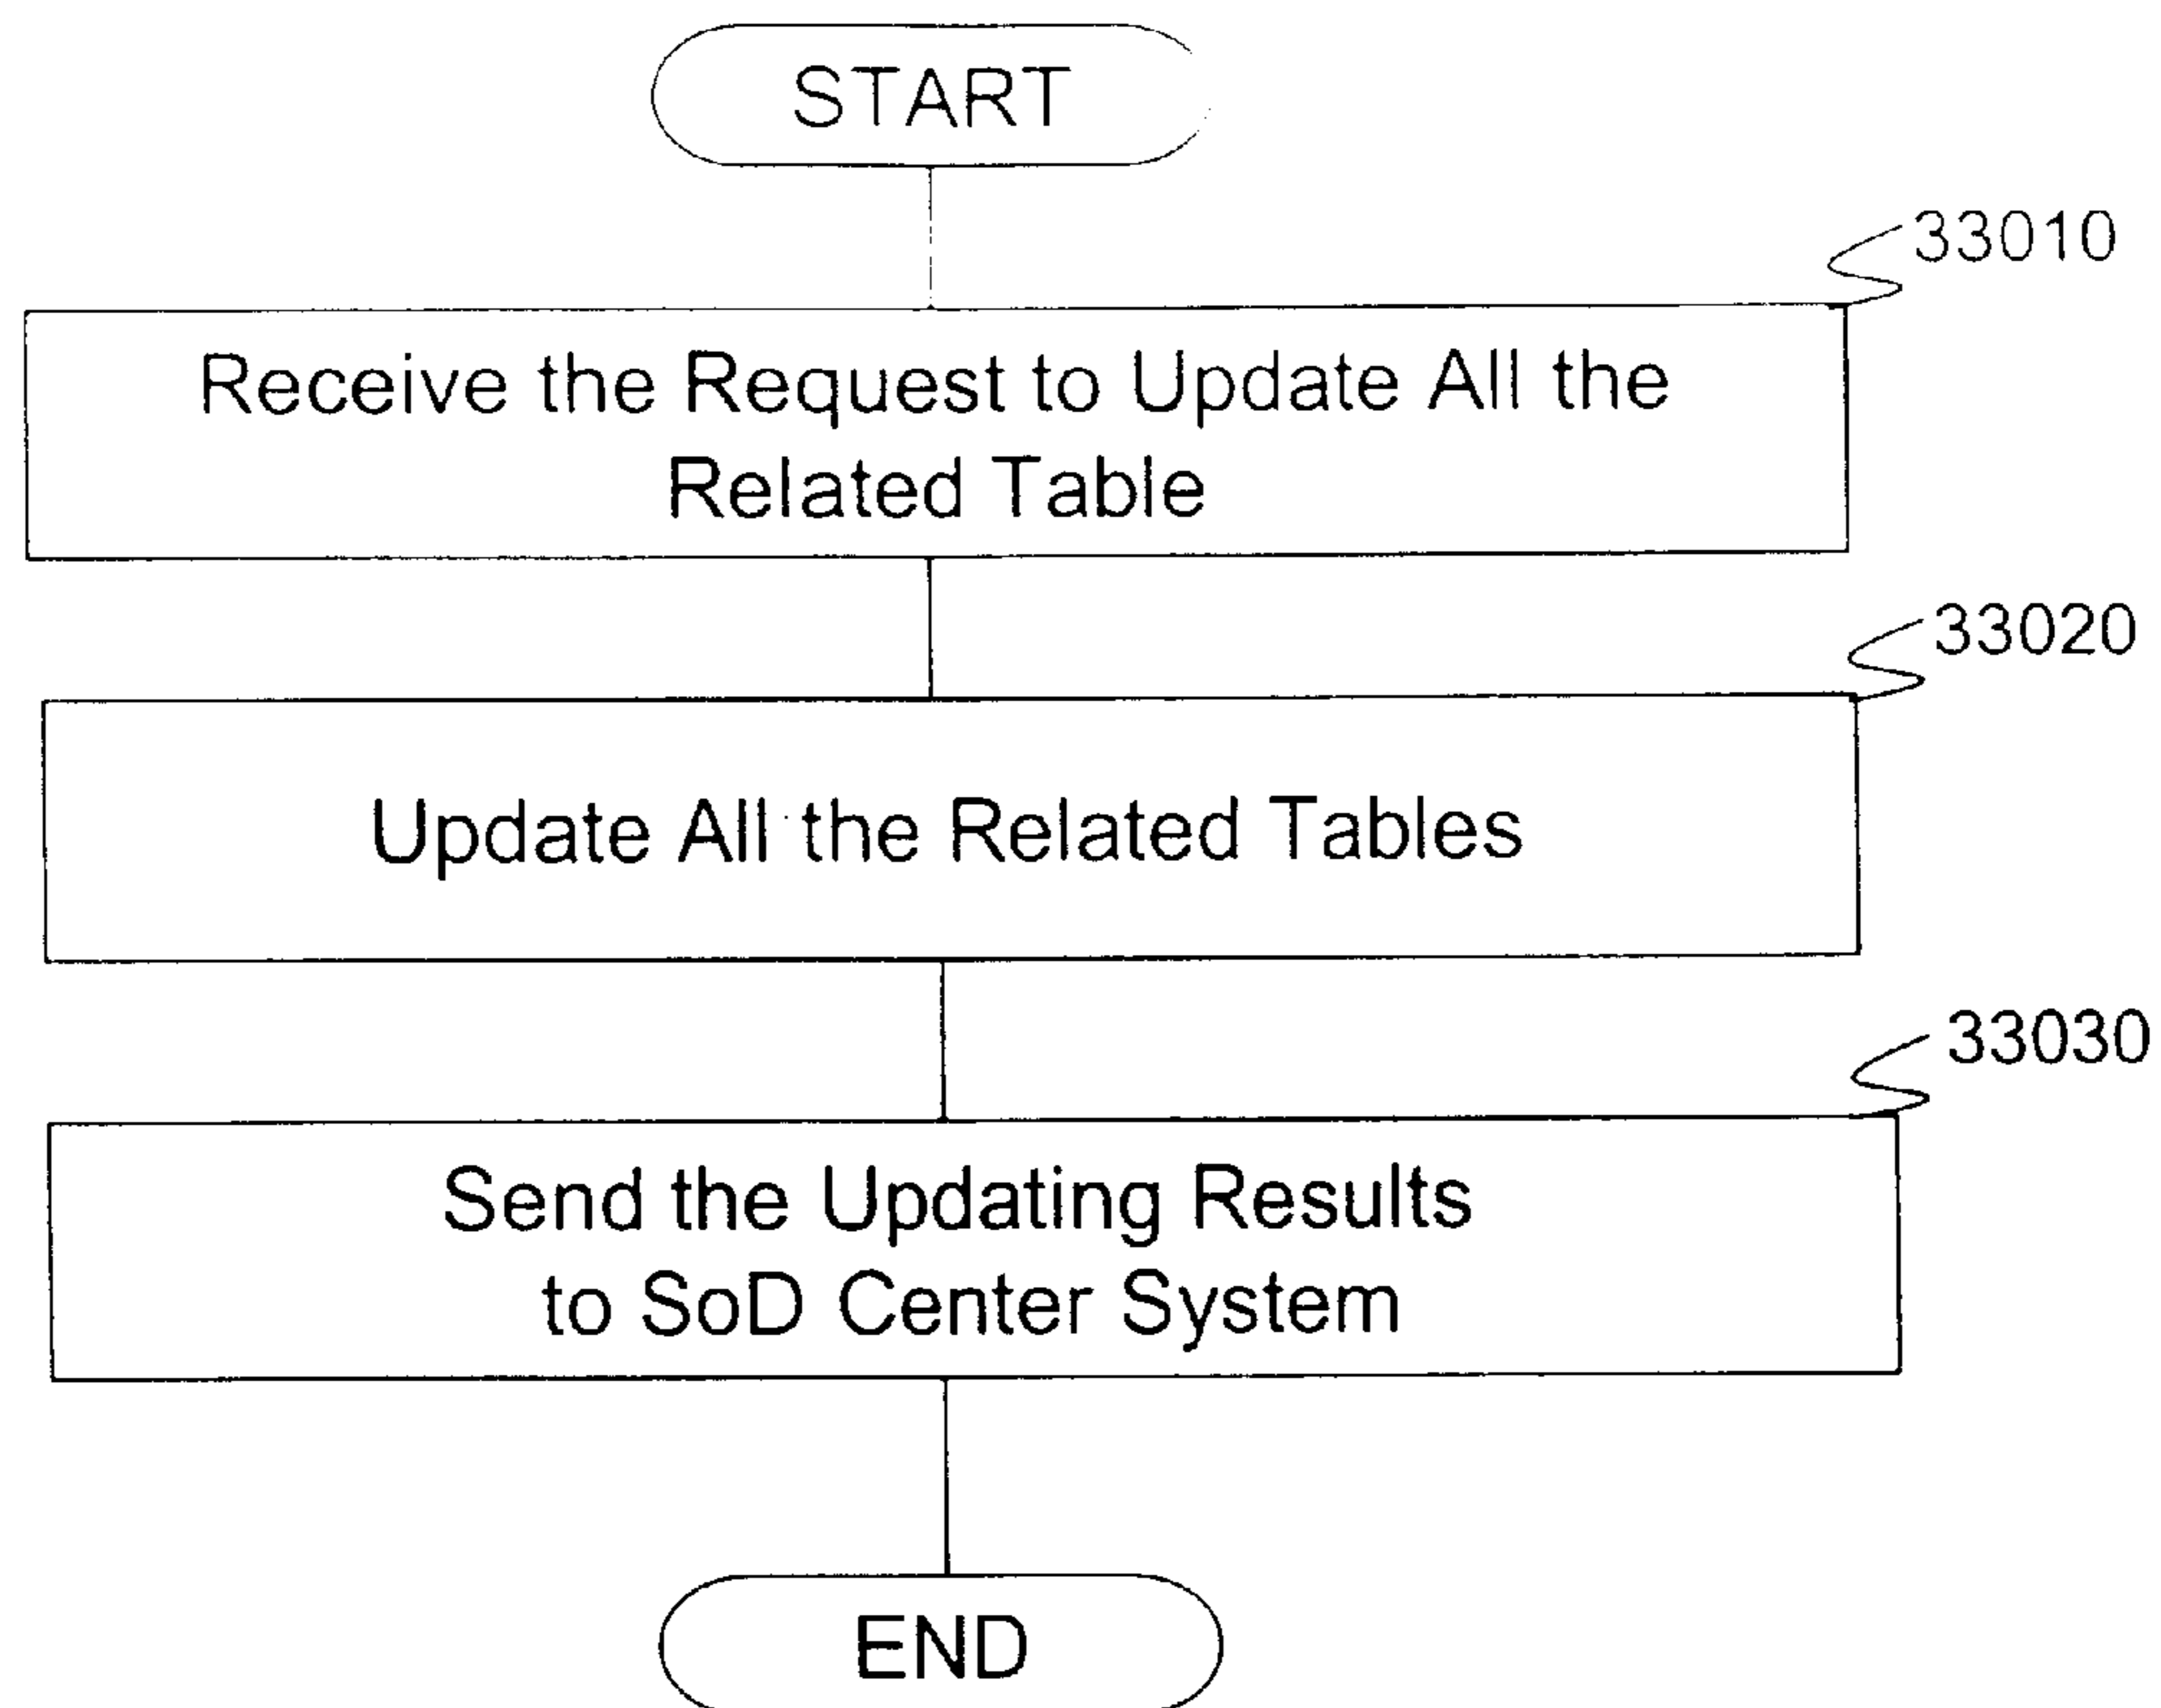 START
33010
Receive the Request to Update All the
Related Table
33020
Update All the Related Tables
33030
Send the Updating Results
to SoD Center System
END